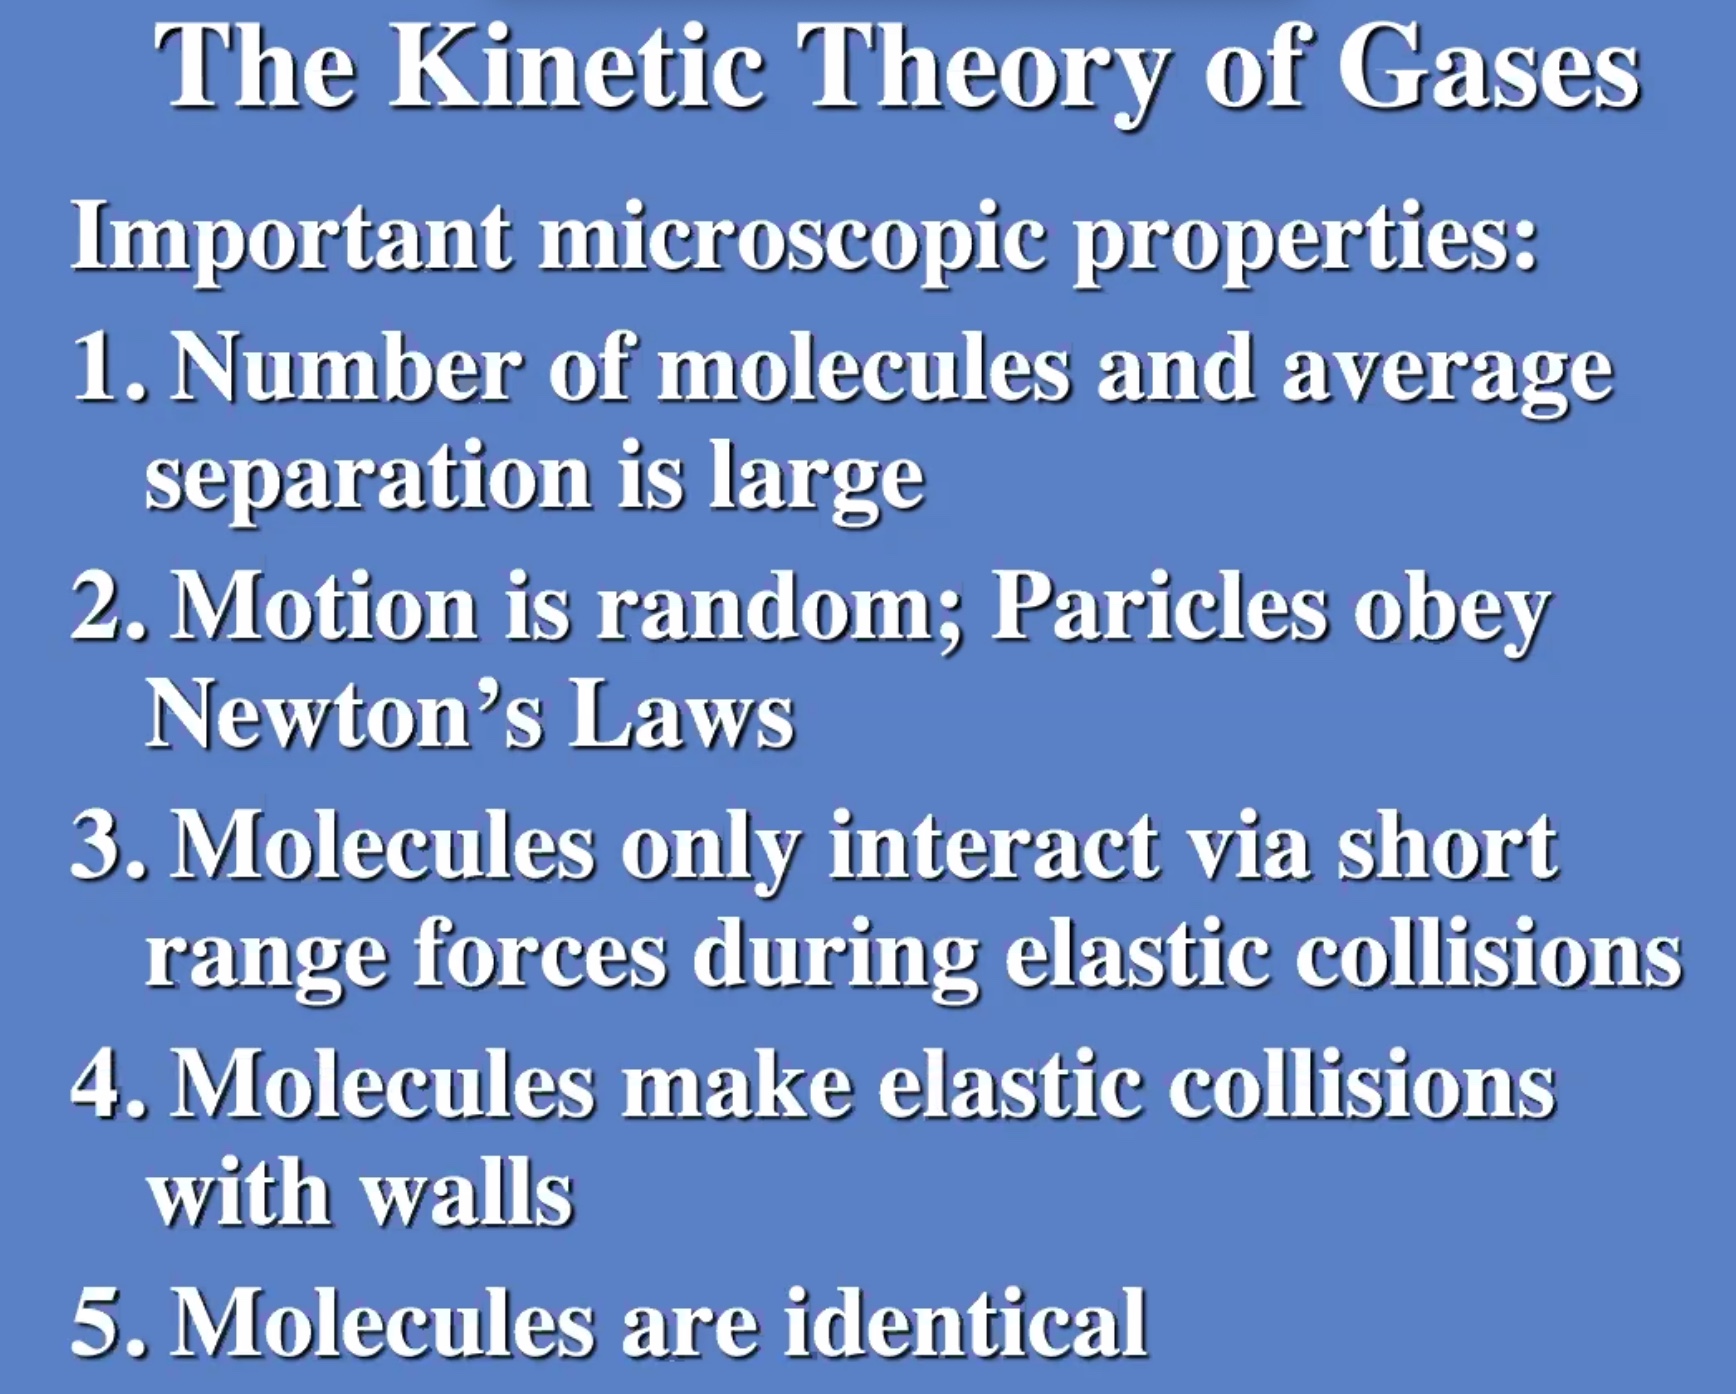 The Kinetic Theory of Gases
Important microscopic properties:
1. Number of molecules and average
separation is large
2. Motion is random; Paricles obey
Newton’s Laws
3. Molecules only interact via short
range forces during elastic collisions
4. Molecules make elastic collisions
with walls
5. Molecules are identical